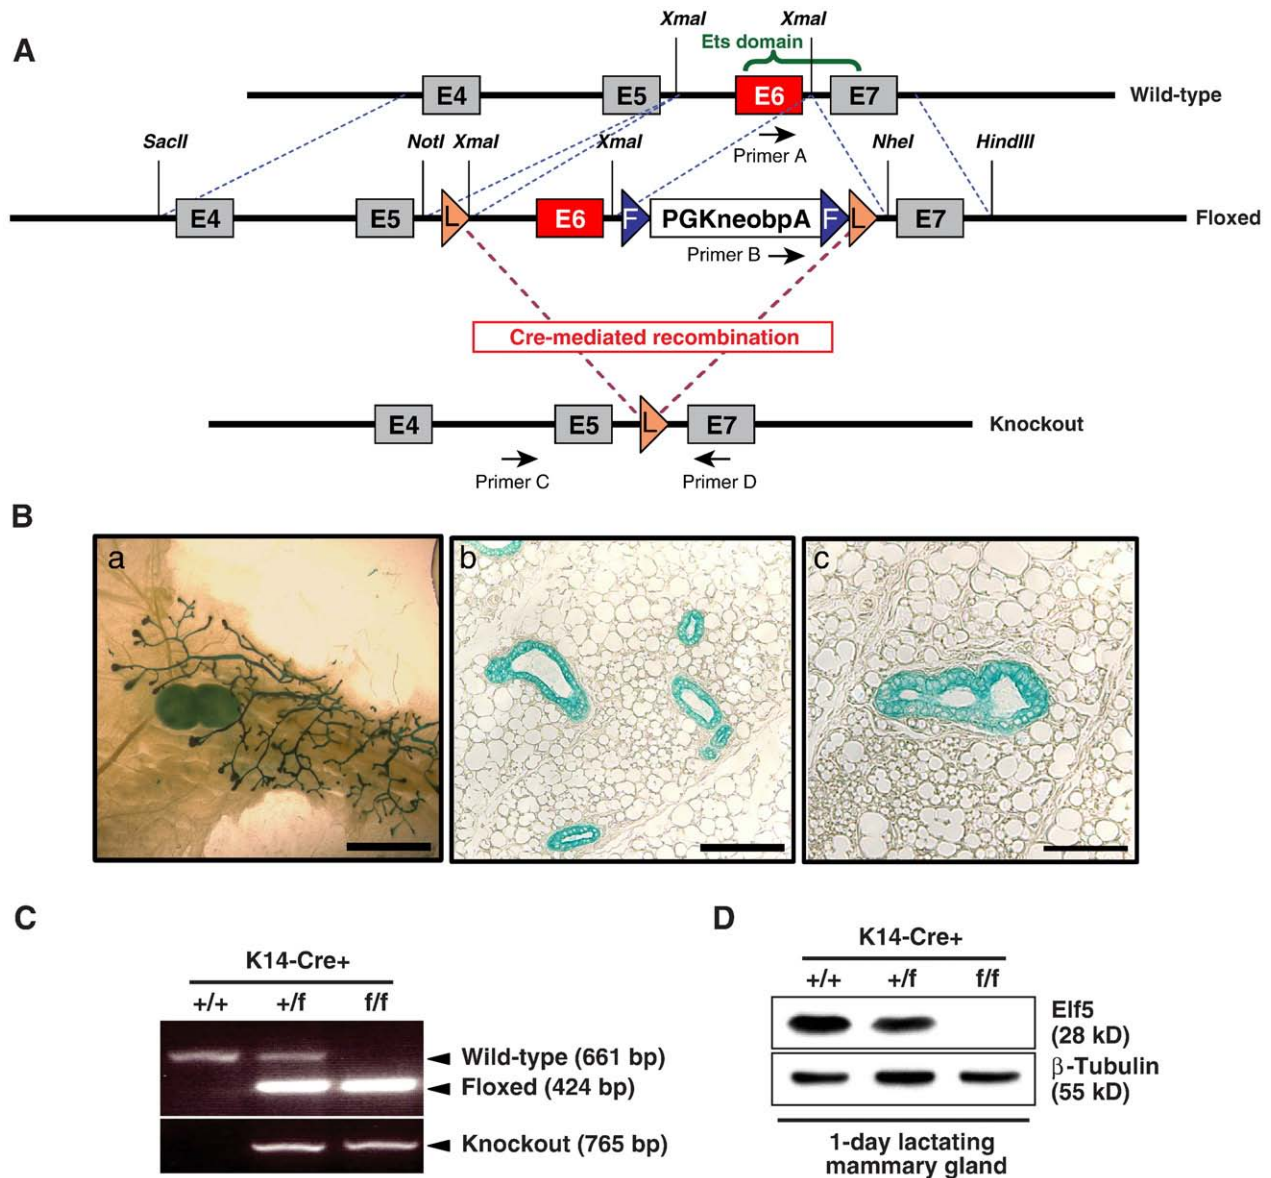 A
XmaI XmaI
Ets domain
E4 E5 E6 E7 Wild-type
Primer A
SacII NotI XmaI XmaI NheI HindIII
E4 E5 L E6 F PGKneobpA F L E7 Floxed
Primer B
Cre-mediated recombination
E4 E5 L E7 Knockout
Primer C Primer D
B
a b c
C
K14-Cre+
+/+ +/f f/f
Wild-type (661 bp)
Floxed (424 bp)
Knockout (765 bp)
D
K14-Cre+
+/+ +/f f/f
Elf5
(28 kD)
β-Tubulin
(55 kD)
1-day lactating
mammary gland